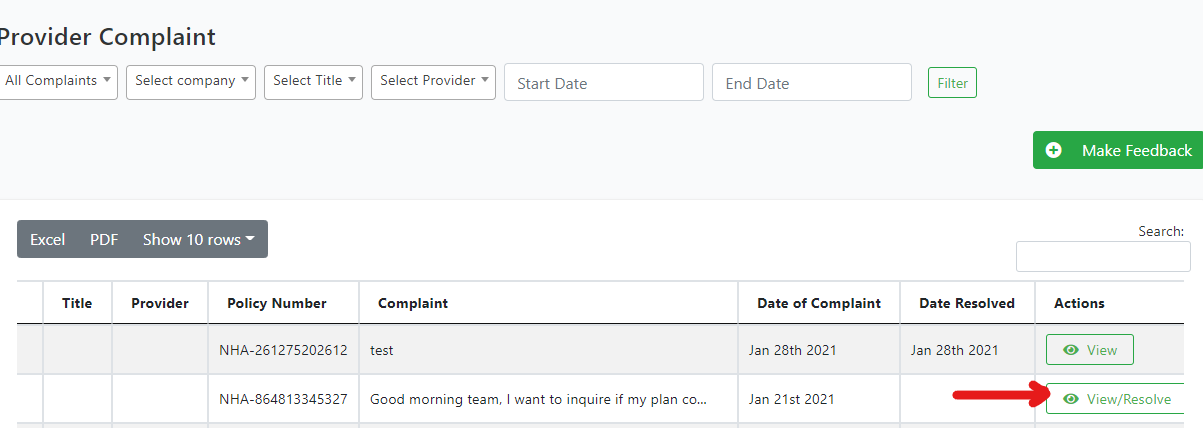 Provider Complaint
All Complaints Select company Select Title Select Provider Start Date End Date Filter
Make Feedback
Excel PDF Show 10 rows
Search:
Title Provider Policy Number Complaint Date of Complaint Date Resolved Actions
NHA-261275202612 test Jan 28th 2021 Jan 28th 2021 View
NHA-864813345327 Good morning team, I want to inquire if my plan co... Jan 21st 2021 View/Resolve